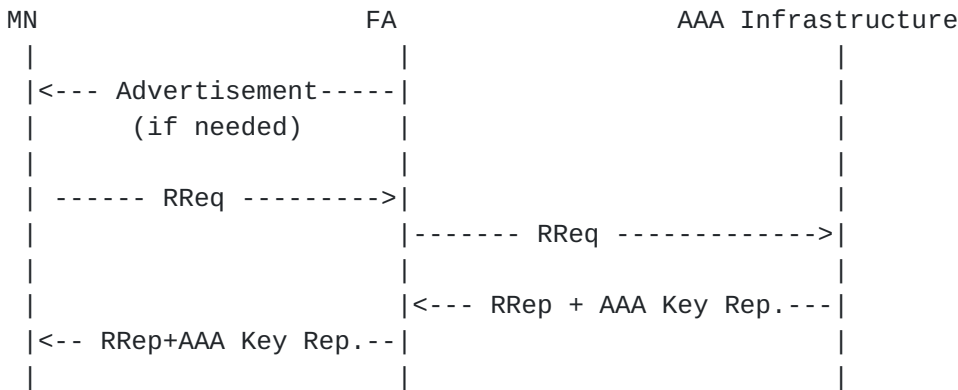 MN                     FA                 AAA Infrastructure
 |                      |                          |
 |<--- Advertisement-----|                          |
 |      (if needed)      |                          |
 |                      |                          |
 | ------ RReq --------->|                          |
 |                      |------- RReq ------------->|
 |                      |                          |
 |                      |<--- RRep + AAA Key Rep.---|
 |<-- RRep+AAA Key Rep.--|                          |
 |                      |                          |